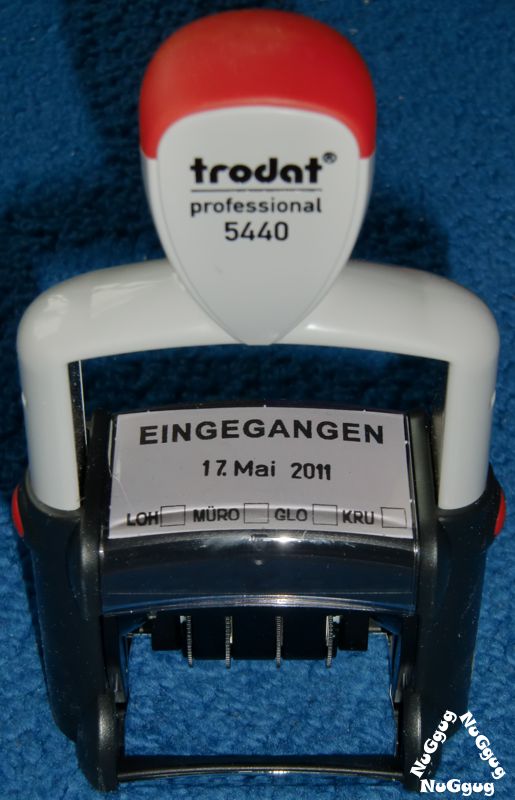 trodat®
professional
5440
EINGEGANGEN
17. Mai 2011
LOH MÜRO GLO KRU
NuGgug
NuGgug
NuGgug